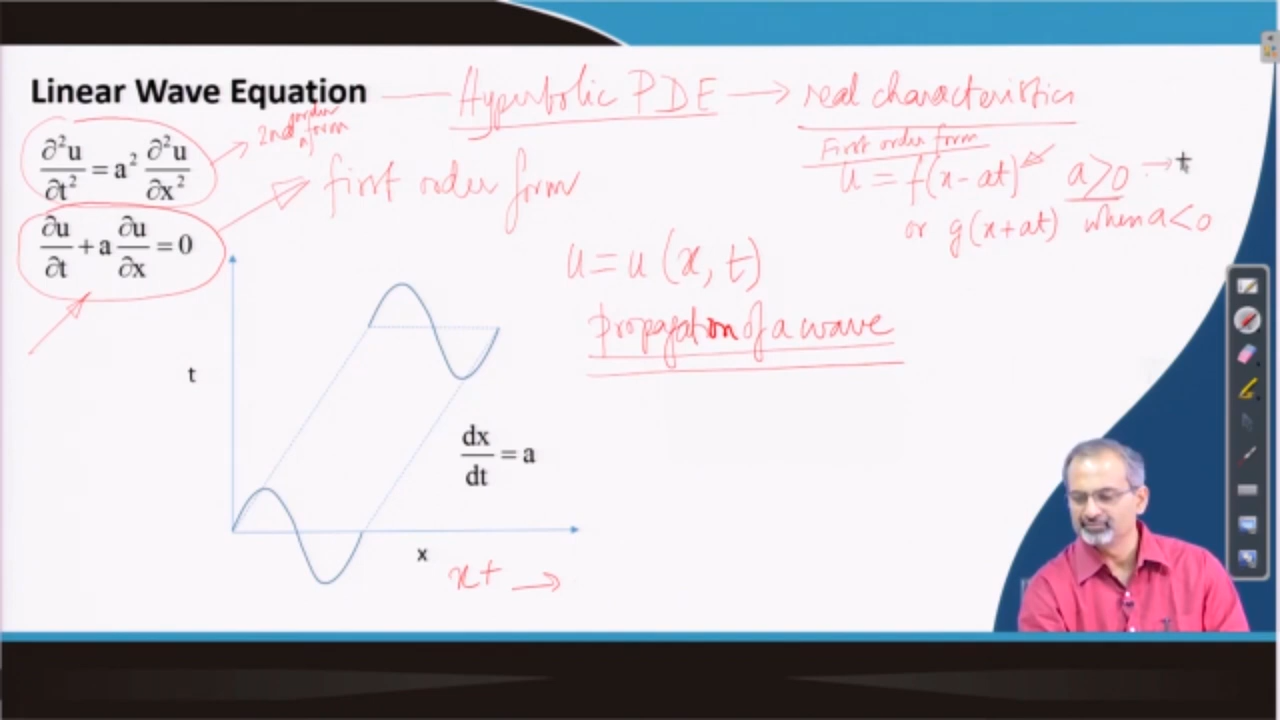 Linear Wave Equation — Hyperbolic PDE → real characteristics
2nd order form
∂²u/∂t² = a² ∂²u/∂x²
first order form
∂u/∂t + a ∂u/∂x = 0
First order form
u = f(x-at) a>0 →
or g(x+at) when a<0
u = u(x, t)
propagation of a wave
t
dx/dt = a
x
x+ →